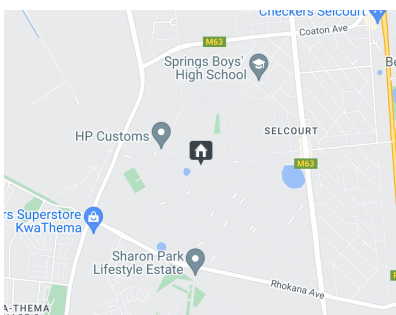 Checkers Selcourt
Coaton Ave
M63
Springs Boys'
High School
HP Customs
SELCOURT
M63
rs Superstore
KwaThema
Sharon Park
Lifestyle Estate
Rhokana Ave
A-THEMA